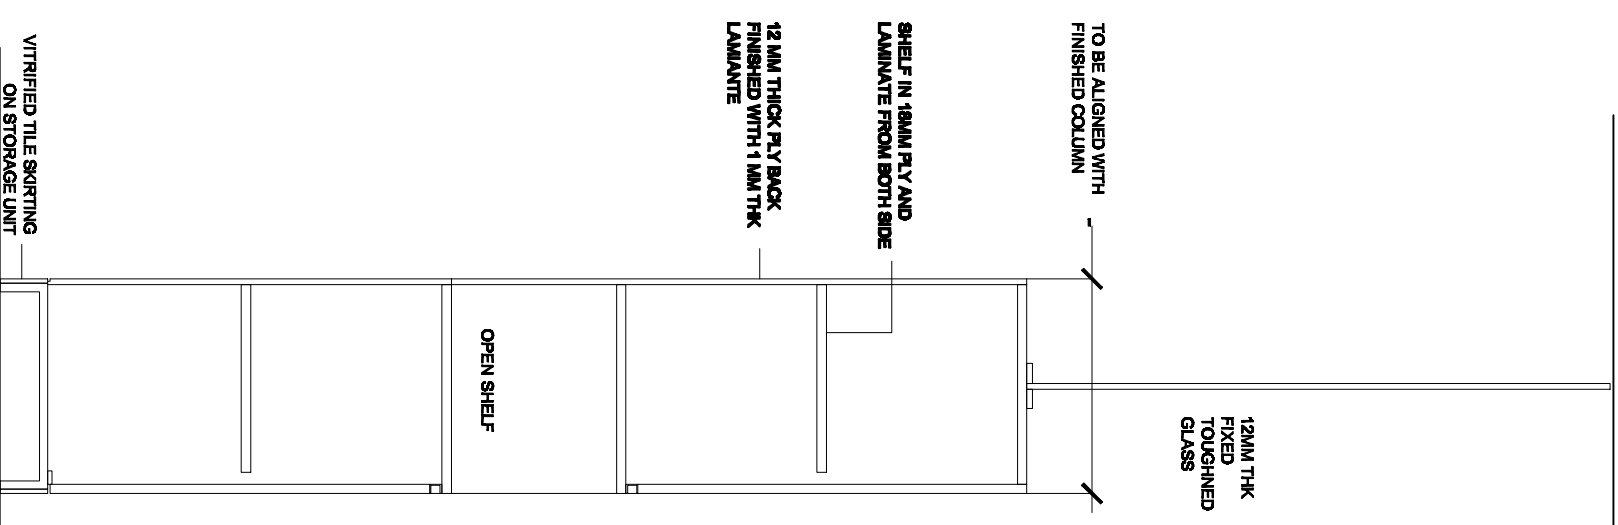 TO BE ALIGNED WITH
FINISHED COLUMN
SHELF IN 18MM PLY AND
LAMINATE FROM BOTH SIDE
12 MM THICK PLY BACK
FINISHED WITH 1 MM THK
LAMIANTE
VITRIFIED TILE SKIRTING
ON STORAGE UNIT
12MM THK
FIXED
TOUGHNED
GLASS
OPEN SHELF